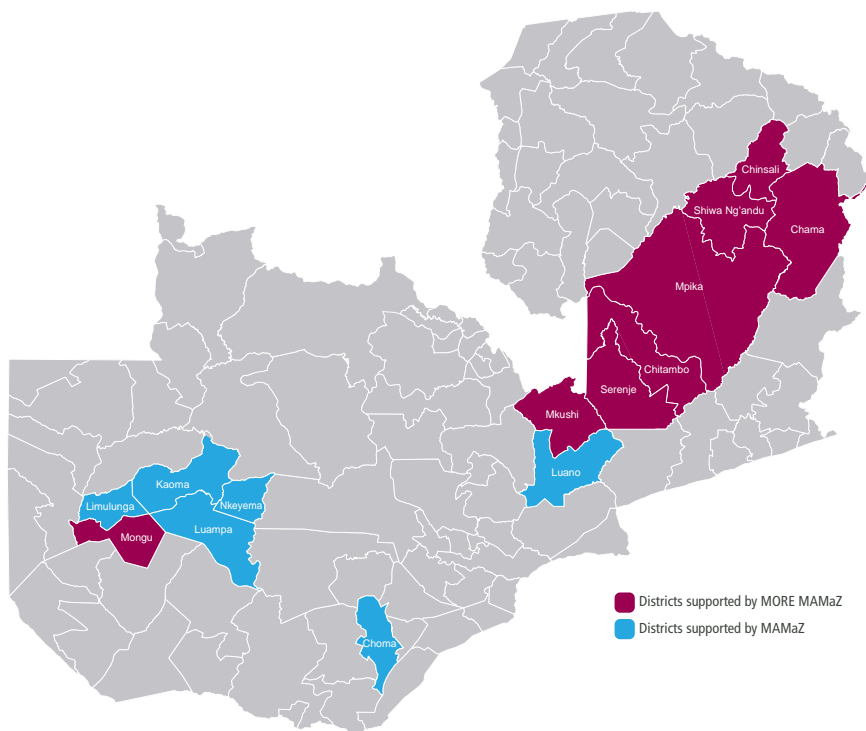 Chinsali
Shiwa Ng'andu
Chama
Mpika
Chitambo
Serenje
Mkushi
Luano
Kaoma
Nkeyema
Limulunga
Luampa
Mongu
Choma
Districts supported by MORE MAMaZ
Districts supported by MAMaZ